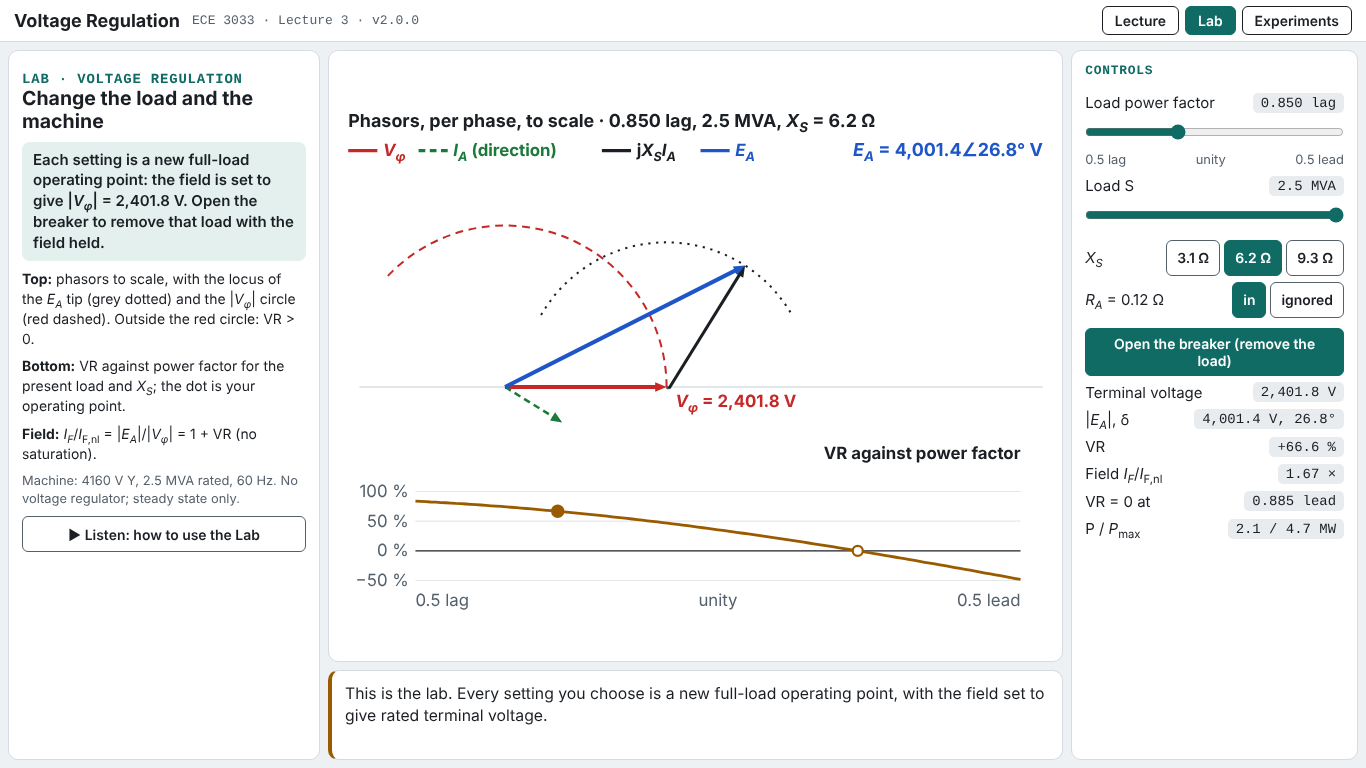 Voltage Regulation ECE 3033 · Lecture 3 · v2.0.0
Lecture Lab Experiments
LAB · VOLTAGE REGULATION
Change the load and the
machine
Each setting is a new full-load
operating point: the field is set to
give |Vφ| = 2,401.8 V. Open the
breaker to remove that load with the
field held.
Top: phasors to scale, with the locus of
the EA tip (grey dotted) and the |Vφ| circle
(red dashed). Outside the red circle: VR >
0.
Bottom: VR against power factor for the
present load and XS; the dot is your
operating point.
Field: IF/IF,nl = |EA|/|Vφ| = 1 + VR (no
saturation).
Machine: 4160 V Y, 2.5 MVA rated, 60 Hz. No
voltage regulator; steady state only.
▶ Listen: how to use the Lab
Phasors, per phase, to scale · 0.850 lag, 2.5 MVA, XS = 6.2 Ω
Vφ IA (direction) jXSIA EA EA = 4,001.4∠26.8° V
Vφ = 2,401.8 V
VR against power factor
100 %
50 %
0 %
−50 %
0.5 lag unity 0.5 lead
This is the lab. Every setting you choose is a new full-load operating point, with the field set to
give rated terminal voltage.
CONTROLS
Load power factor 0.850 lag
0.5 lag unity 0.5 lead
Load S 2.5 MVA
XS 3.1 Ω 6.2 Ω 9.3 Ω
RA = 0.12 Ω in ignored
Open the breaker (remove the
load)
Terminal voltage 2,401.8 V
|EA|, δ 4,001.4 V, 26.8°
VR +66.6 %
Field IF/IF,nl 1.67 ×
VR = 0 at 0.885 lead
P / Pmax 2.1 / 4.7 MW